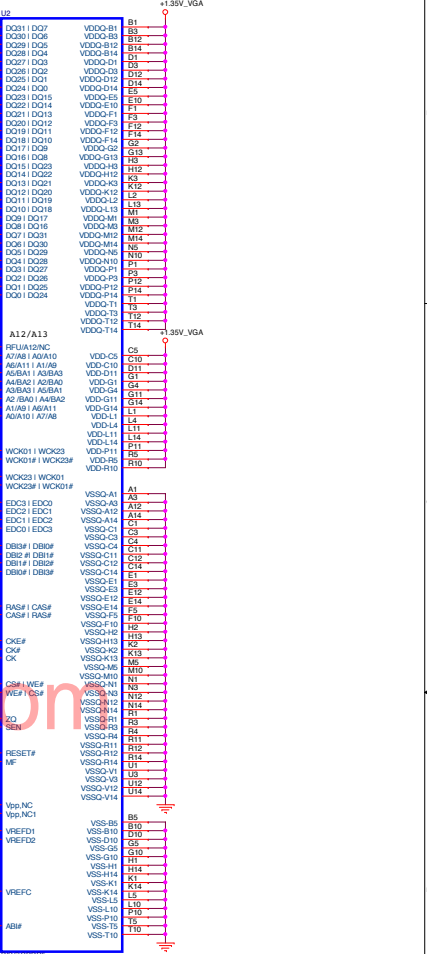 +1.35V_VGA
U2
DQ31 | DQ7 VDDQ-B1 B1
DQ30 | DQ6 VDDQ-B3 B3
DQ29 | DQ5 VDDQ-B12 B12
DQ28 | DQ4 VDDQ-B14 B14
DQ27 | DQ3 VDDQ-D1 D1
DQ26 | DQ2 VDDQ-D3 D3
DQ25 | DQ1 VDDQ-D12 D12
DQ24 | DQ0 VDDQ-D14 D14
DQ23 | DQ15 VDDQ-E5 E5
DQ22 | DQ14 VDDQ-E10 E10
DQ21 | DQ13 VDDQ-F1 F1
DQ20 | DQ12 VDDQ-F3 F3
DQ19 | DQ11 VDDQ-F12 F12
DQ18 | DQ10 VDDQ-F14 F14
DQ17 | DQ9 VDDQ-G2 G2
DQ16 | DQ8 VDDQ-G13 G13
DQ15 | DQ23 VDDQ-H3 H3
DQ14 | DQ22 VDDQ-H12 H12
DQ13 | DQ21 VDDQ-K3 K3
DQ12 | DQ20 VDDQ-K12 K12
DQ11 | DQ19 VDDQ-L2 L2
DQ10 | DQ18 VDDQ-L13 L13
DQ9 | DQ17 VDDQ-M1 M1
DQ8 | DQ16 VDDQ-M3 M3
DQ7 | DQ31 VDDQ-M12 M12
DQ6 | DQ30 VDDQ-M14 M14
DQ5 | DQ29 VDDQ-N5 N5
DQ4 | DQ28 VDDQ-N10 N10
DQ3 | DQ27 VDDQ-P1 P1
DQ2 | DQ26 VDDQ-P3 P3
DQ1 | DQ25 VDDQ-P12 P12
DQ0 | DQ24 VDDQ-P14 P14
VDDQ-T1 T1
VDDQ-T3 T3
VDDQ-T12 T12
VDDQ-T14 T14
A12/A13 +1.35V_VGA
RFU/A12/NC
A7/A8 | A0/A10 VDD-C5 C5
A6/A11 | A1/A9 VDD-C10 C10
A5/BA1 | A3/BA3 VDD-D11 D11
A4/BA2 | A2/BA0 VDD-G1 G1
A3/BA3 | A5/BA1 VDD-G4 G4
A2 /BA0 | A4/BA2 VDD-G11 G11
A1/A9 | A6/A11 VDD-G14 G14
A0/A10 | A7/A8 VDD-L1 L1
VDD-L4 L4
VDD-L11 L11
VDD-L14 L14
WCK01 | WCK23 VDD-P11 P11
WCK01# | WCK23# VDD-R5 R5
VDD-R10 R10
WCK23 | WCK01
WCK23# | WCK01#
VSSQ-A1 A1
EDC3 | EDC0 VSSQ-A3 A3
EDC2 | EDC1 VSSQ-A12 A12
EDC1 | EDC2 VSSQ-A14 A14
EDC0 | EDC3 VSSQ-C1 C1
VSSQ-C3 C3
DBI3# | DBI0# VSSQ-C4 C4
DBI2 # | DBI1# VSSQ-C11 C11
DBI1# | DBI2# VSSQ-C12 C12
DBI0# | DBI3# VSSQ-C14 C14
VSSQ-E1 E1
VSSQ-E3 E3
VSSQ-E12 E12
RAS# | CAS# VSSQ-E14 E14
CAS# | RAS# VSSQ-F5 F5
VSSQ-F10 F10
VSSQ-H2 H2
CKE# VSSQ-H13 H13
CK# VSSQ-K2 K2
CK VSSQ-K13 K13
VSSQ-M5 M5
VSSQ-M10 M10
CS# | WE# VSSQ-N1 N1
WE# | CS# VSSQ-N3 N3
VSSQ-N12 N12
VSSQ-N14 N14
ZQ VSSQ-R1 R1
SEN VSSQ-R3 R3
VSSQ-R4 R4
VSSQ-R11 R11
RESET# VSSQ-R12 R12
MF VSSQ-R14 R14
VSSQ-V1 U1
VSSQ-V3 U3
VSSQ-V12 U12
VSSQ-V14 U14
Vpp,NC
Vpp,NC1
VSS-B5 B5
VREFD1 VSS-B10 B10
VREFD2 VSS-D10 D10
VSS-G5 G5
VSS-G10 G10
VSS-H1 H1
VSS-H14 H14
VSS-K1 K1
VREFC VSS-K14 K14
VSS-L5 L5
VSS-L10 L10
VSS-P10 P10
ABI# VSS-T5 T5
VSS-T10 T10
om